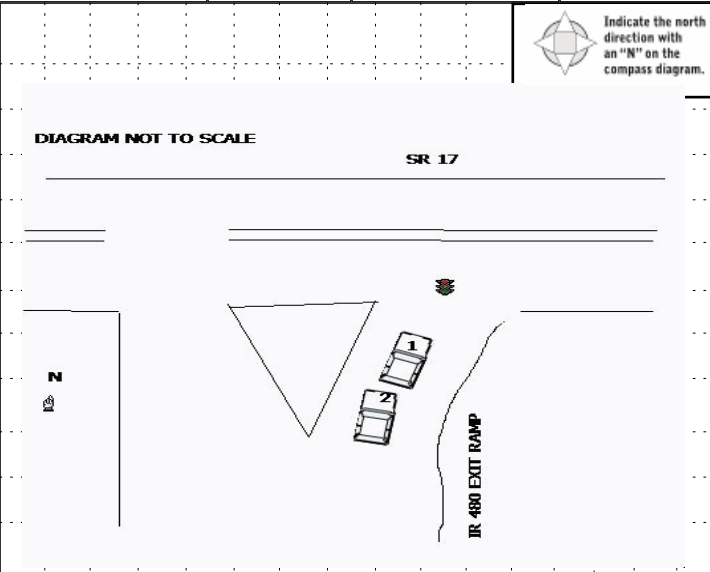 Indicate the north
direction with
an “N” on the
compass diagram.
DIAGRAM NOT TO SCALE
SR 17
1
N
2
IR 480 EXIT RAMP